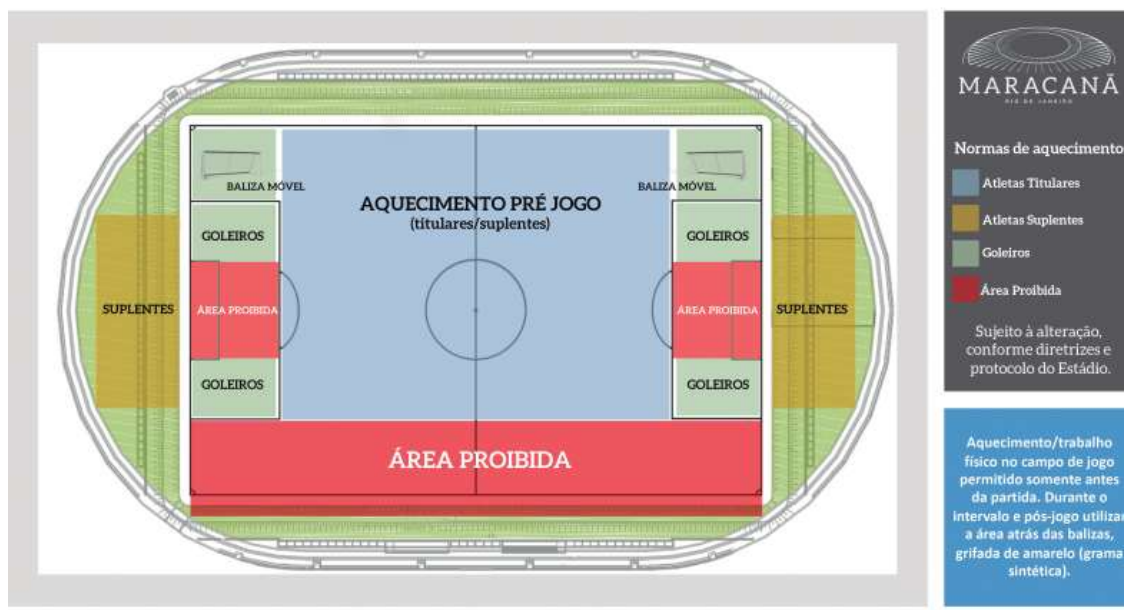 BALIZA MÓVEL
BALIZA MÓVEL
AQUECIMENTO PRÉ JOGO
(titulares/suplentes)
GOLEIROS
GOLEIROS
SUPLENTES
ÁREA PROIBIDA
ÁREA PROIBIDA
SUPLENTES
GOLEIROS
GOLEIROS
ÁREA PROIBIDA
MARACANÃ
RIO DE JANEIRO
Normas de aquecimento
Atletas Titulares
Atletas Suplentes
Goleiros
Área Proibida
Sujeito à alteração,
conforme diretrizes e
protocolo do Estádio.
Aquecimento/trabalho
físico no campo de jogo
permitido somente antes
da partida. Durante o
intervalo e pós-jogo utilizar
a área atrás das balizas,
grifada de amarelo (grama
sintética).